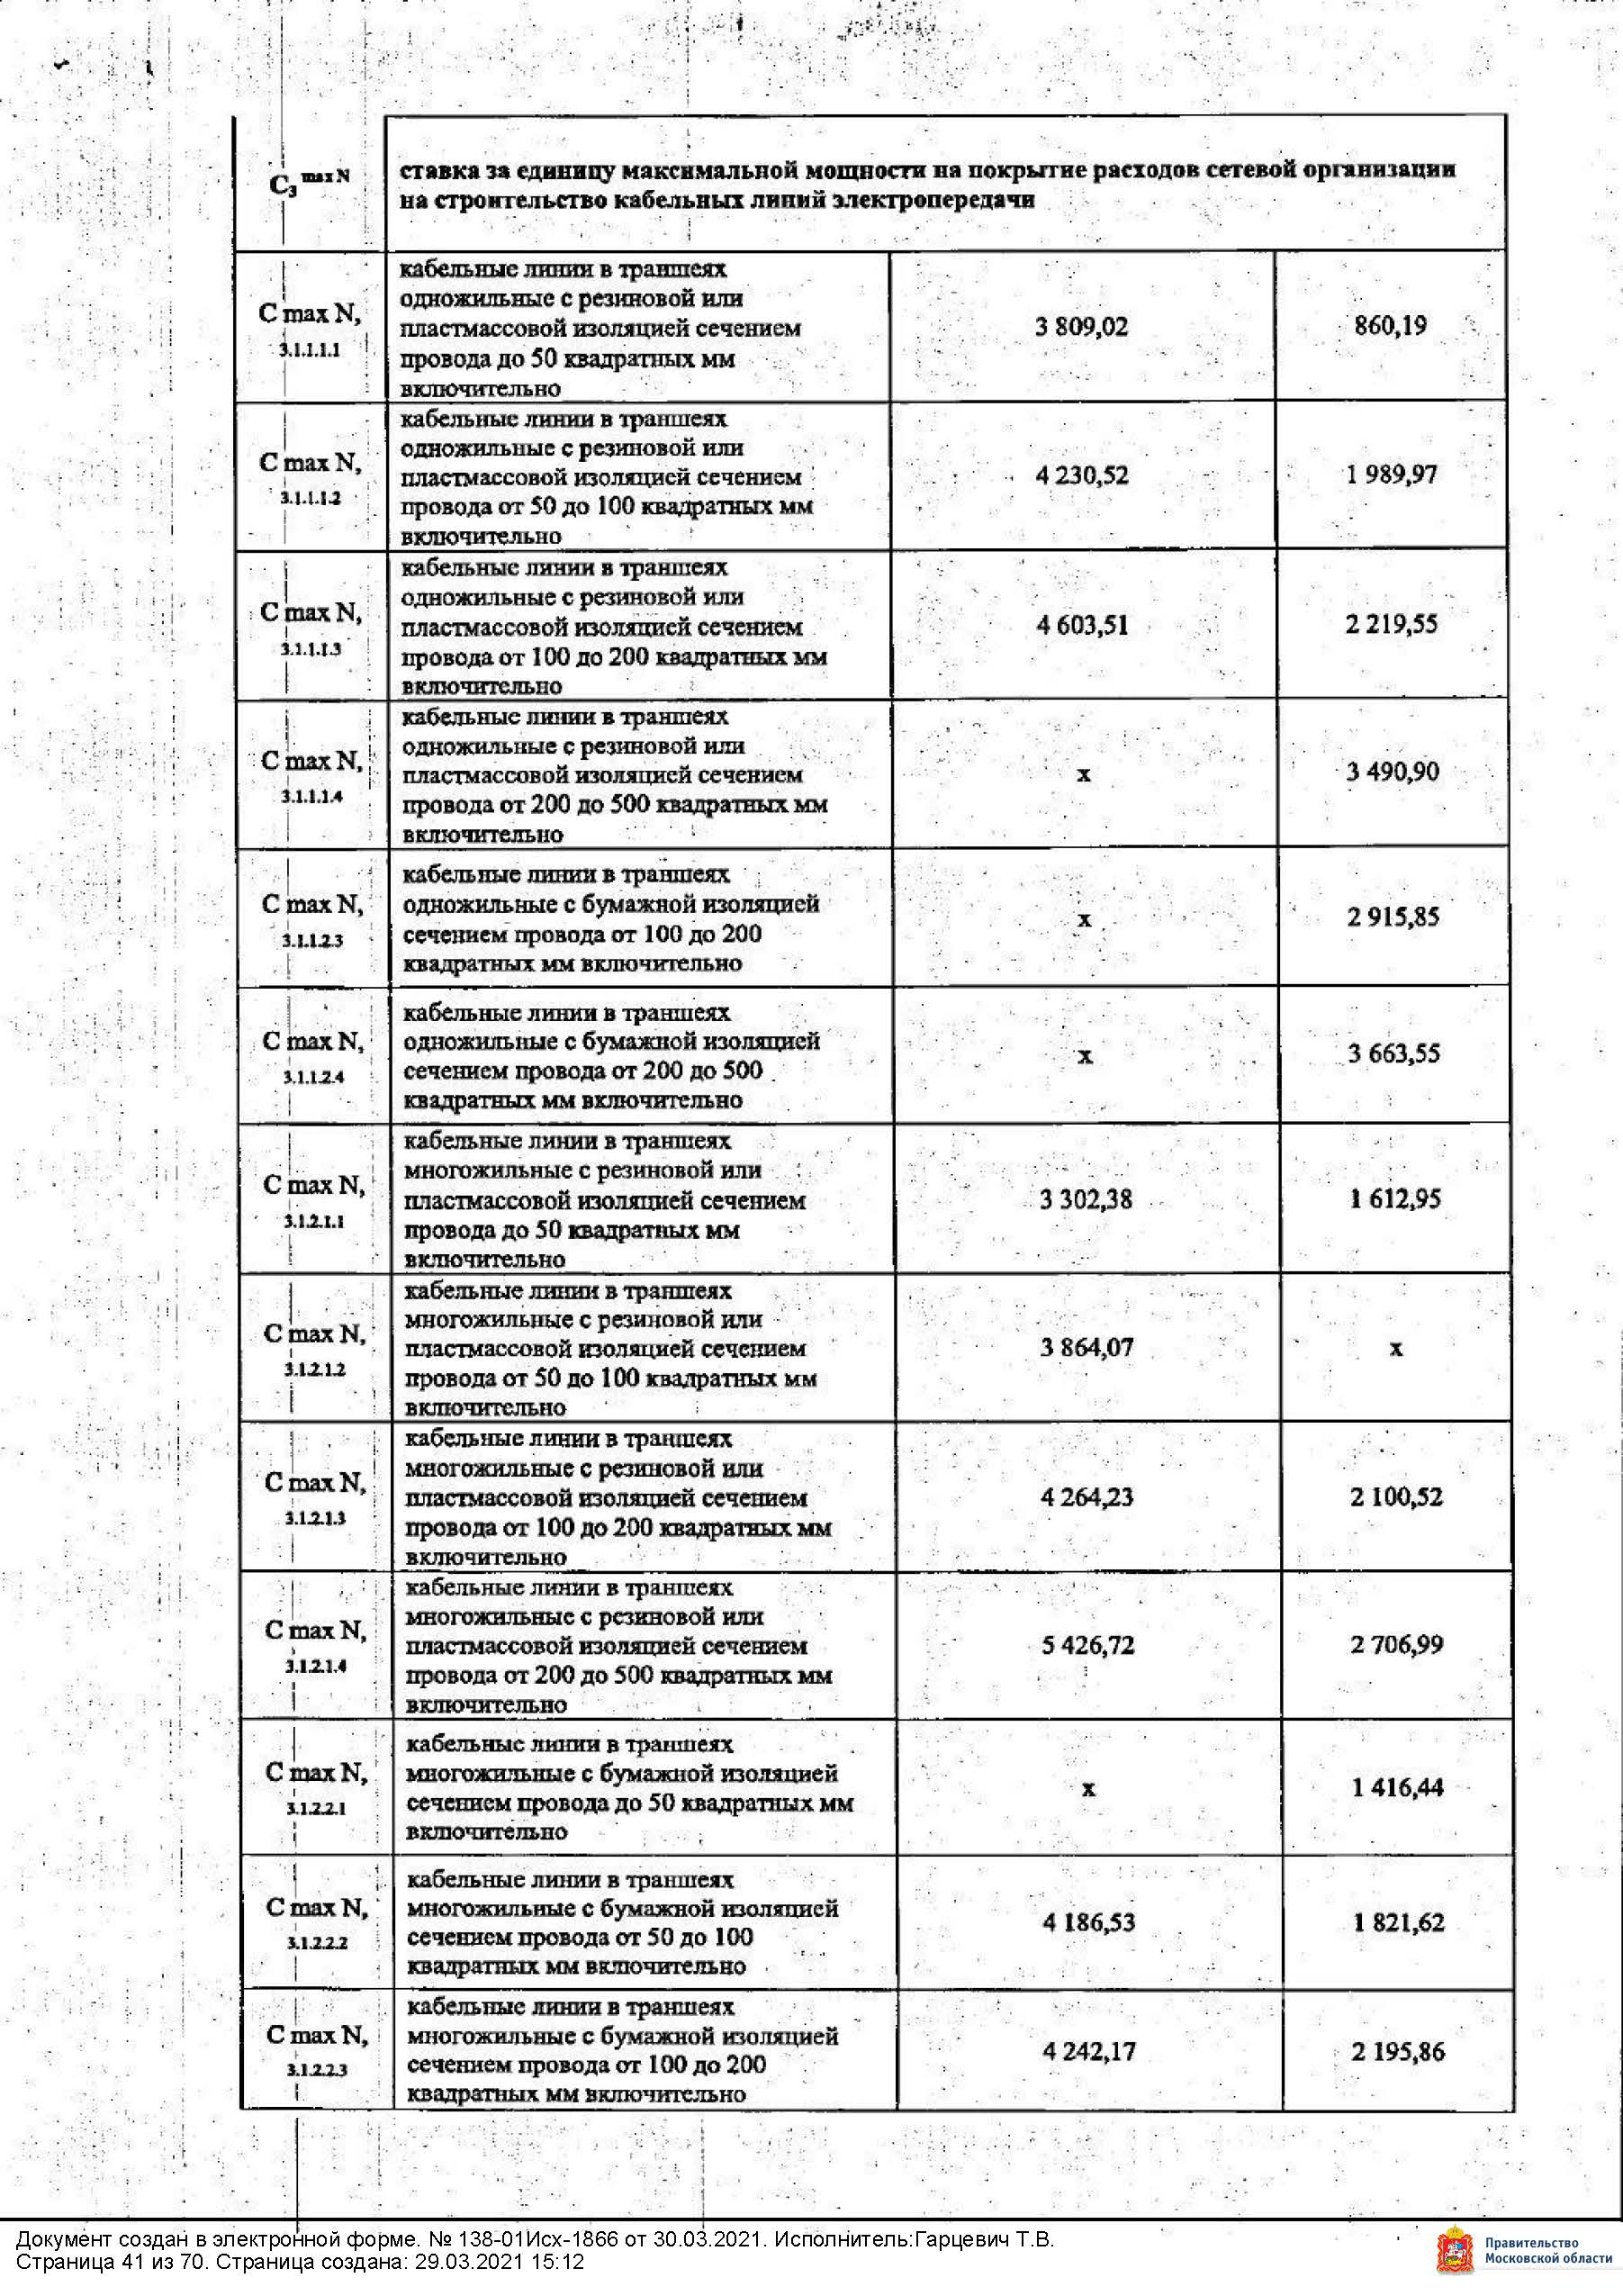 C₃ max N
ставка за единицу максимальной мощности на покрытие расходов сетевой организации
на строительство кабельных линий электропередачи
C max N,
3.1.1.1.1
кабельные линии в траншеях
одножильные с резиновой или
пластмассовой изоляцией сечением
провода до 50 квадратных мм
включительно
3 809,02
860,19
C max N,
3.1.1.1.2
кабельные линии в траншеях
одножильные с резиновой или
пластмассовой изоляцией сечением
провода от 50 до 100 квадратных мм
включительно
4 230,52
1 989,97
C max N,
3.1.1.1.3
кабельные линии в траншеях
одножильные с резиновой или
пластмассовой изоляцией сечением
провода от 100 до 200 квадратных мм
включительно
4 603,51
2 219,55
C max N,
3.1.1.1.4
кабельные линии в траншеях
одножильные с резиновой или
пластмассовой изоляцией сечением
провода от 200 до 500 квадратных мм
включительно
x
3 490,90
C max N,
3.1.1.2.3
кабельные линии в траншеях
одножильные с бумажной изоляцией
сечением провода от 100 до 200
квадратных мм включительно
x
2 915,85
C max N,
3.1.1.2.4
кабельные линии в траншеях
одножильные с бумажной изоляцией
сечением провода от 200 до 500
квадратных мм включительно
x
3 663,55
C max N,
3.1.2.1.1
кабельные линии в траншеях
многожильные с резиновой или
пластмассовой изоляцией сечением
провода до 50 квадратных мм
включительно
3 302,38
1 612,95
C max N,
3.1.2.1.2
кабельные линии в траншеях
многожильные с резиновой или
пластмассовой изоляцией сечением
провода от 50 до 100 квадратных мм
включительно
3 864,07
x
C max N,
3.1.2.1.3
кабельные линии в траншеях
многожильные с резиновой или
пластмассовой изоляцией сечением
провода от 100 до 200 квадратных мм
включительно
4 264,23
2 100,52
C max N,
3.1.2.1.4
кабельные линии в траншеях
многожильные с резиновой или
пластмассовой изоляцией сечением
провода от 200 до 500 квадратных мм
включительно
5 426,72
2 706,99
C max N,
3.1.2.2.1
кабельные линии в траншеях
многожильные с бумажной изоляцией
сечением провода до 50 квадратных мм
включительно
x
1 416,44
C max N,
3.1.2.2.2
кабельные линии в траншеях
многожильные с бумажной изоляцией
сечением провода от 50 до 100
квадратных мм включительно
4 186,53
1 821,62
C max N,
3.1.2.2.3
кабельные линии в траншеях
многожильные с бумажной изоляцией
сечением провода от 100 до 200
квадратных мм включительно
4 242,17
2 195,86
Документ создан в электронной форме. № 138-01Исх-1866 от 30.03.2021. Исполнитель:Гарцевич Т.В.
Страница 41 из 70. Страница создана: 29.03.2021 15:12
Правительство
Московской области